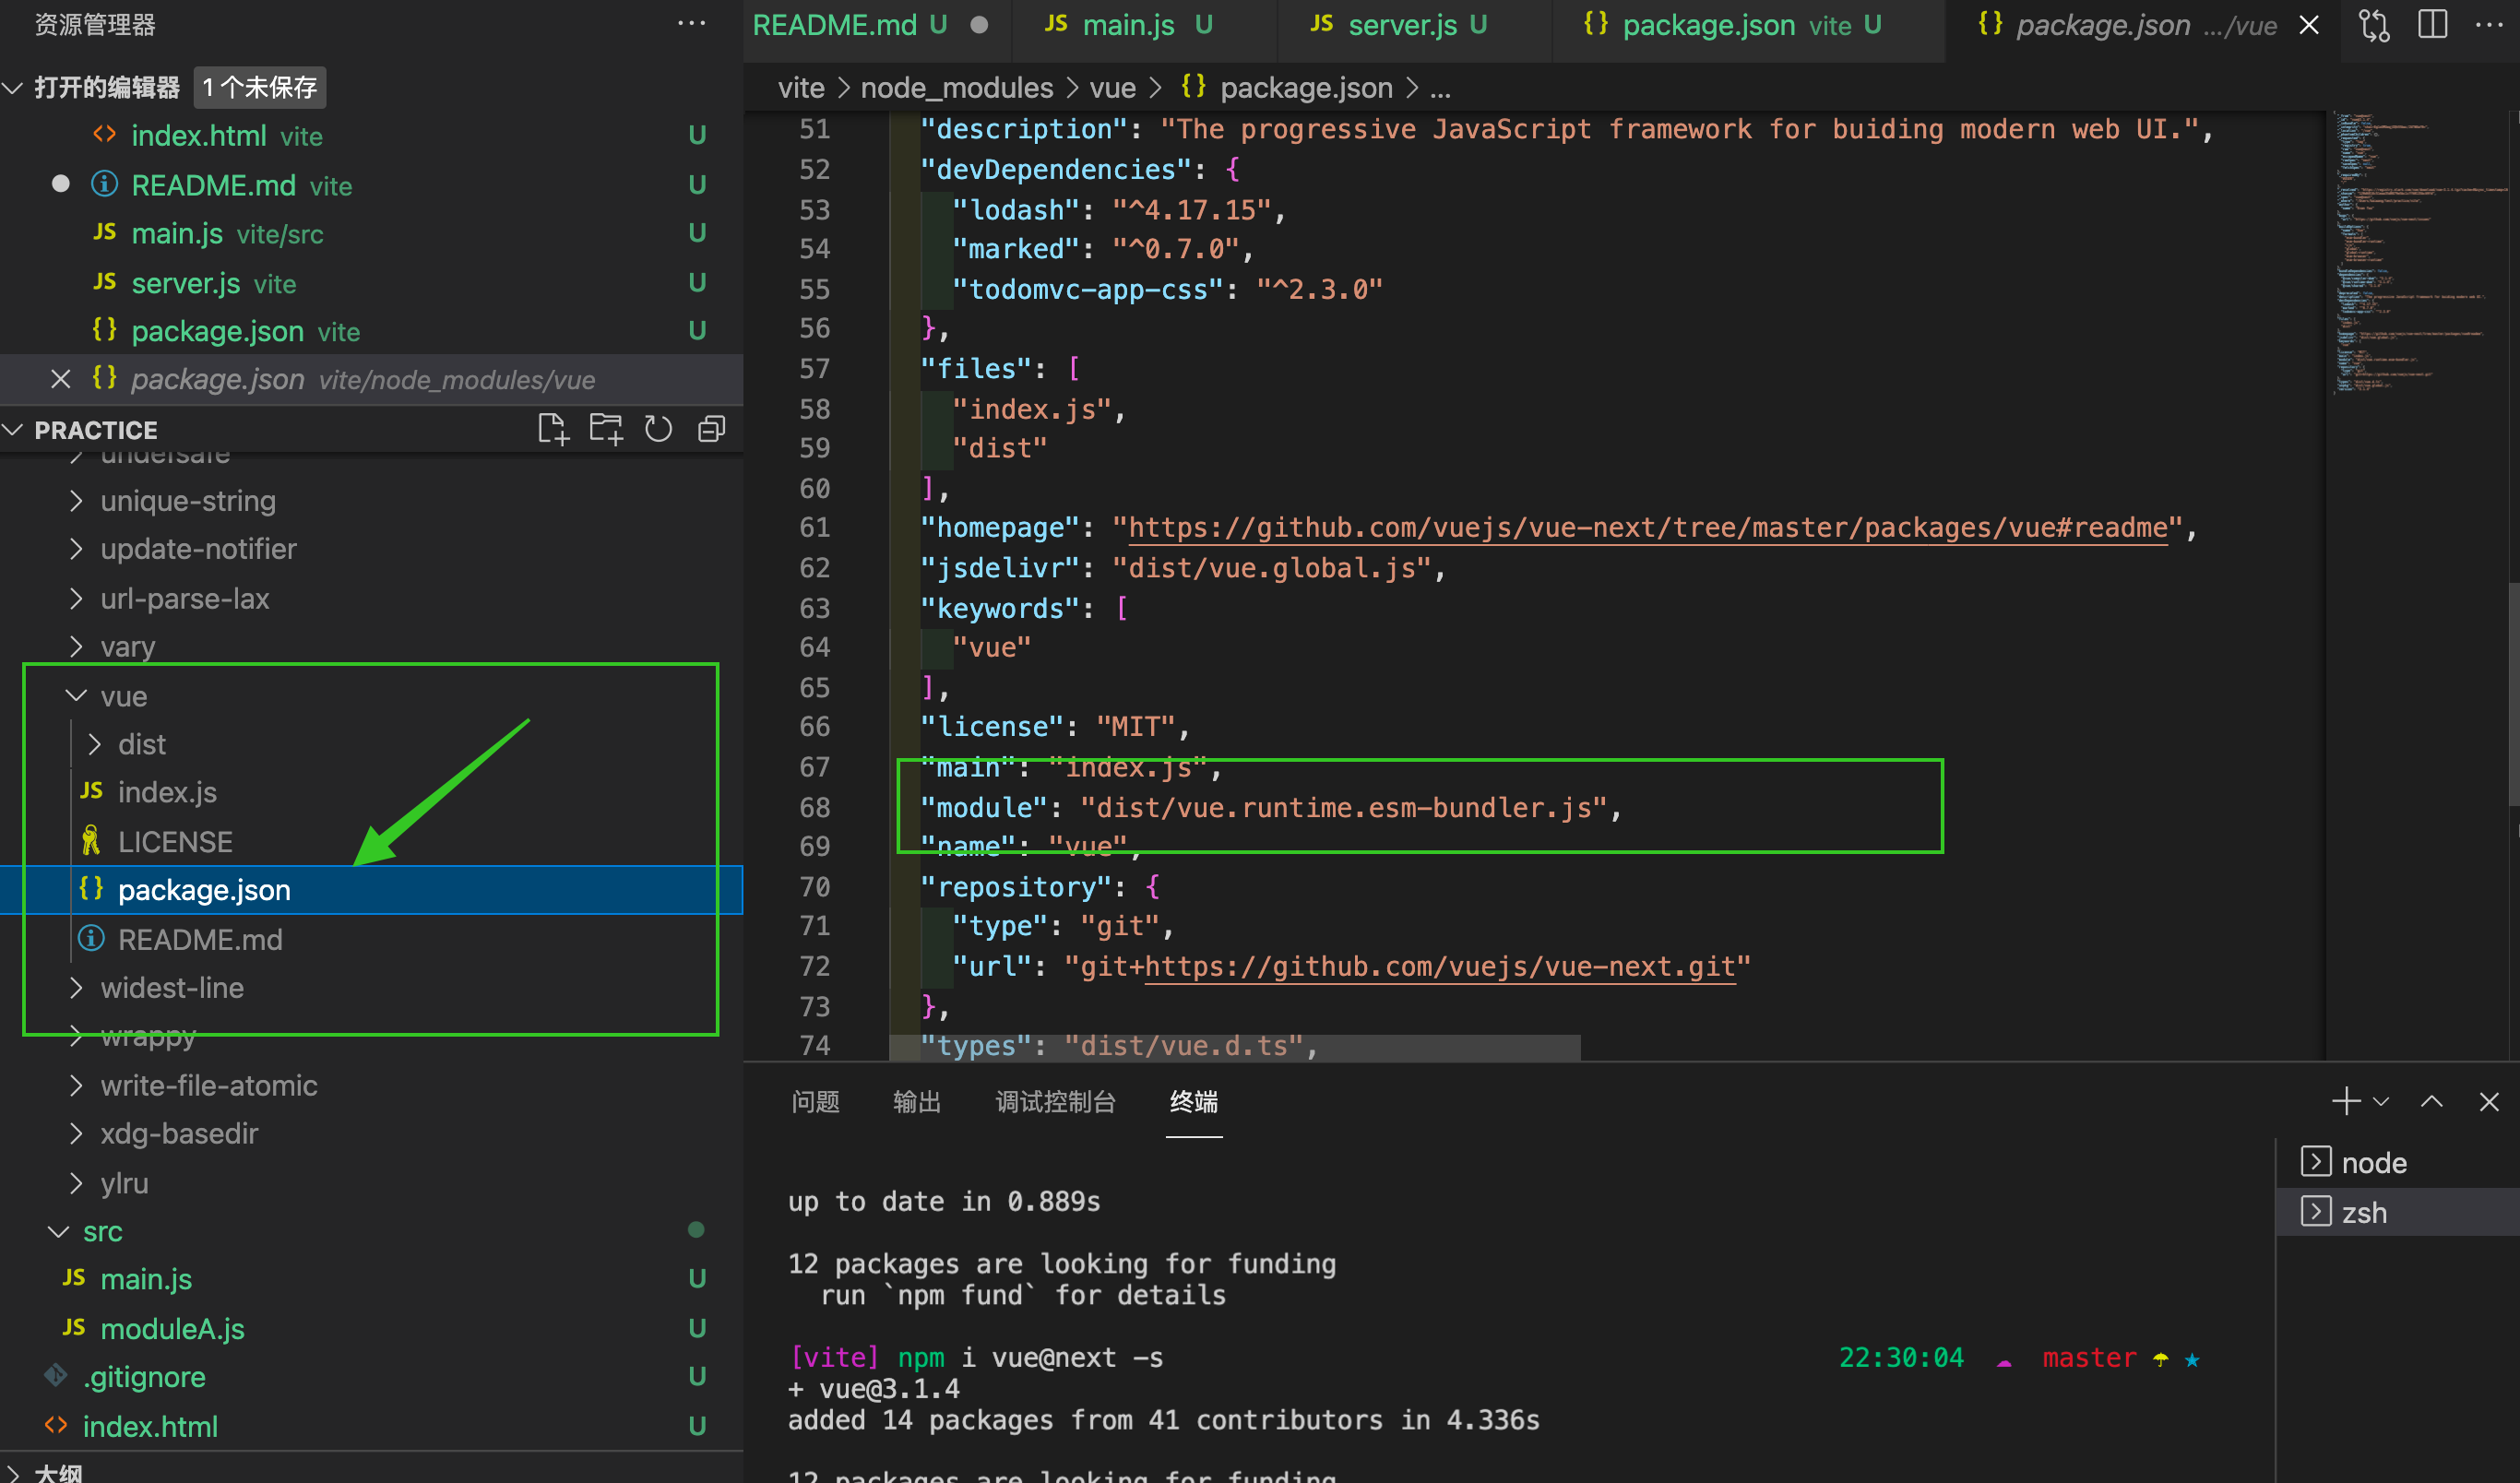 资源管理器
打开的编辑器 1 个未保存
index.html vite U
README.md vite U
main.js vite/src U
server.js vite U
package.json vite U
package.json vite/node_modules/vue
PRACTICE
undefsafe
unique-string
update-notifier
url-parse-lax
vary
vue
dist
index.js
LICENSE
package.json
README.md
widest-line
wrappy
write-file-atomic
xdg-basedir
ylru
src
main.js U
moduleA.js U
.gitignore U
index.html U
大纲
README.md U
main.js U
server.js U
package.json vite U
package.json .../vue
vite > node_modules > vue > {} package.json > ...
51 "description": "The progressive JavaScript framework for buiding modern web UI.",
52 "devDependencies": {
53 "lodash": "^4.17.15",
54 "marked": "^0.7.0",
55 "todomvc-app-css": "^2.3.0"
56 },
57 "files": [
58 "index.js",
59 "dist"
60 ],
61 "homepage": "https://github.com/vuejs/vue-next/tree/master/packages/vue#readme",
62 "jsdelivr": "dist/vue.global.js",
63 "keywords": [
64 "vue"
65 ],
66 "license": "MIT",
67 "main": "index.js",
68 "module": "dist/vue.runtime.esm-bundler.js",
69 "name": "vue",
70 "repository": {
71 "type": "git",
72 "url": "git+https://github.com/vuejs/vue-next.git"
73 },
74 "types": "dist/vue.d.ts",
问题 输出 调试控制台 终端
up to date in 0.889s
12 packages are looking for funding
run `npm fund` for details
[vite] npm i vue@next -s 22:30:04 master
+ vue@3.1.4
added 14 packages from 41 contributors in 4.336s
12 packages are looking for funding
node
zsh